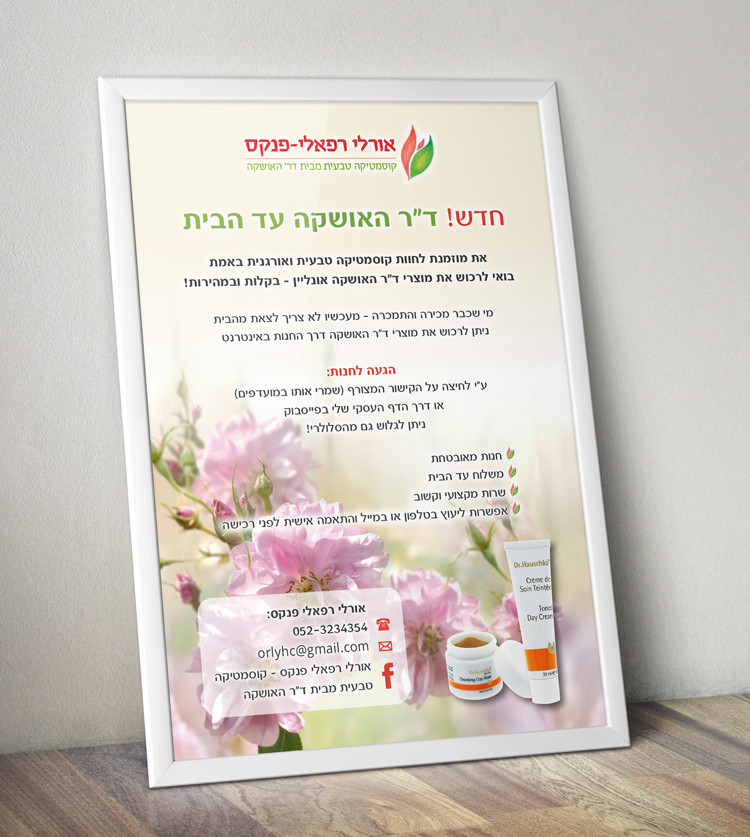 אורלי רפאלי-פנקס
קוסמטיקה טבעית מבית דר' האושקה
חדש! ד"ר האושקה עד הבית
את מוזמנת לחוות קוסמטיקה טבעית ואורגנית באמת
בואי לרכוש את מוצרי ד"ר האושקה אונליין - בקלות ובמהירות!
מי שכבר מכירה והתמכרה - מעכשיו לא צריך לצאת מהבית
ניתן לרכוש את מוצרי ד"ר האושקה דרך החנות באינטרנט
הגעה לחנות:
ע"י לחיצה על הקישור המצורף (שמרי אותו במועדפים)
או דרך הדף העסקי שלי בפייסבוק
ניתן לגלוש גם מהסלולרי!
חנות מאובטחת
משלוח עד הבית
שרות מקצועי וקשוב
אפשרות ליעוץ בטלפון או במייל והתאמה אישית לפני רכישה
אורלי רפאלי פנקס:
052-3234354
orlyhc@gmail.com
אורלי רפאלי פנקס - קוסמטיקה
טבעית מבית ד"ר האושקה
Dr.Hauschka
Crème de
Soin Teintée
Toned
Day Cream
Cleansing Clay Mask